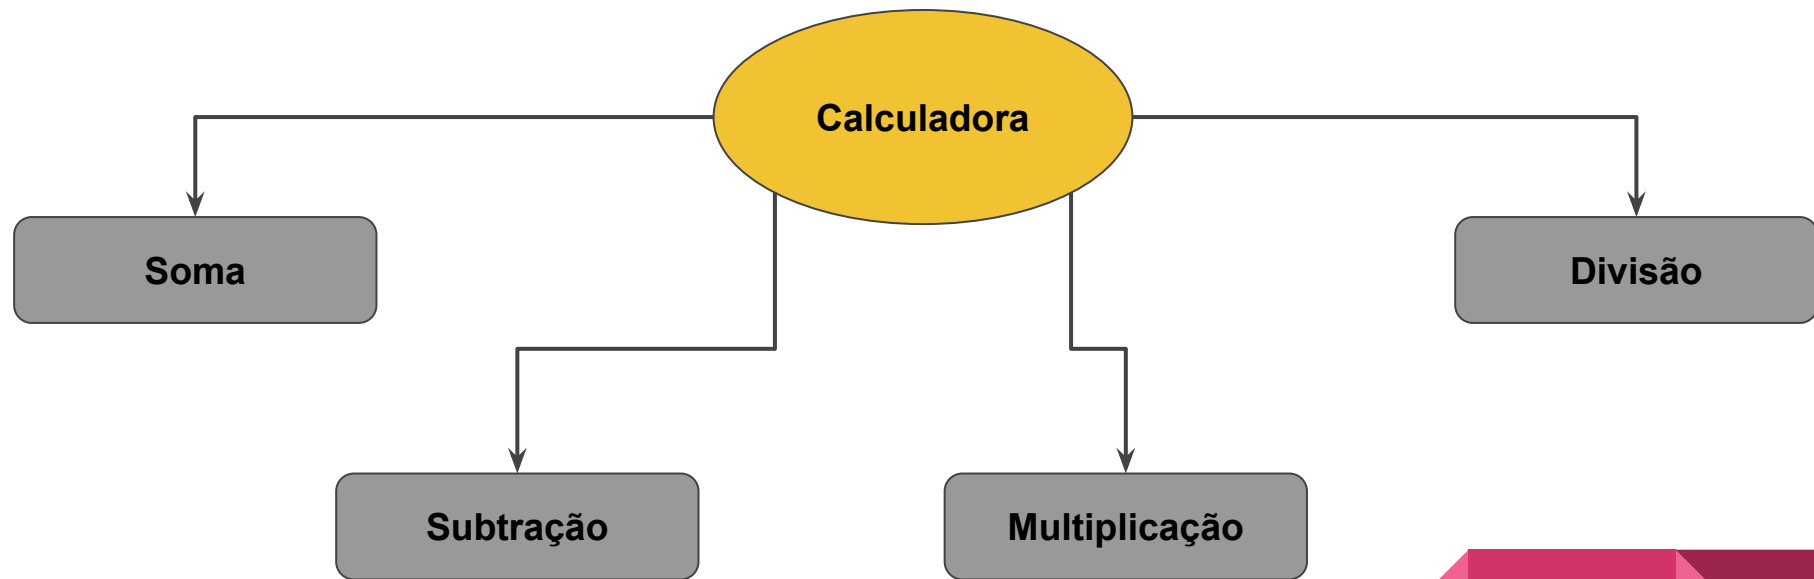 Calculadora
Soma
Divisão
Subtração
Multiplicação